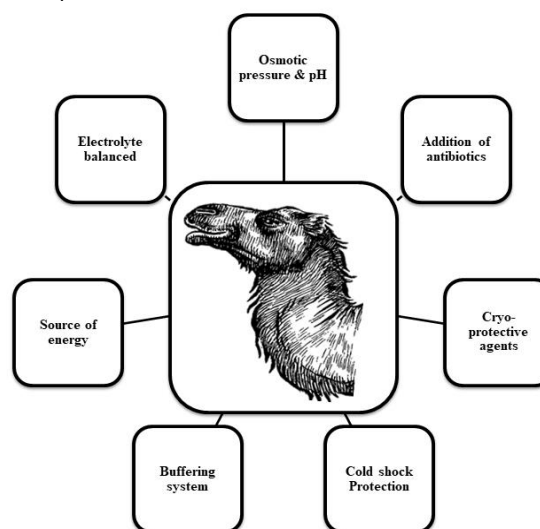 Osmotic
pressure & pH
Electrolyte
balanced
Addition of
antibiotics
Source of
energy
Cryo-
protective
agents
Buffering
system
Cold shock
Protection